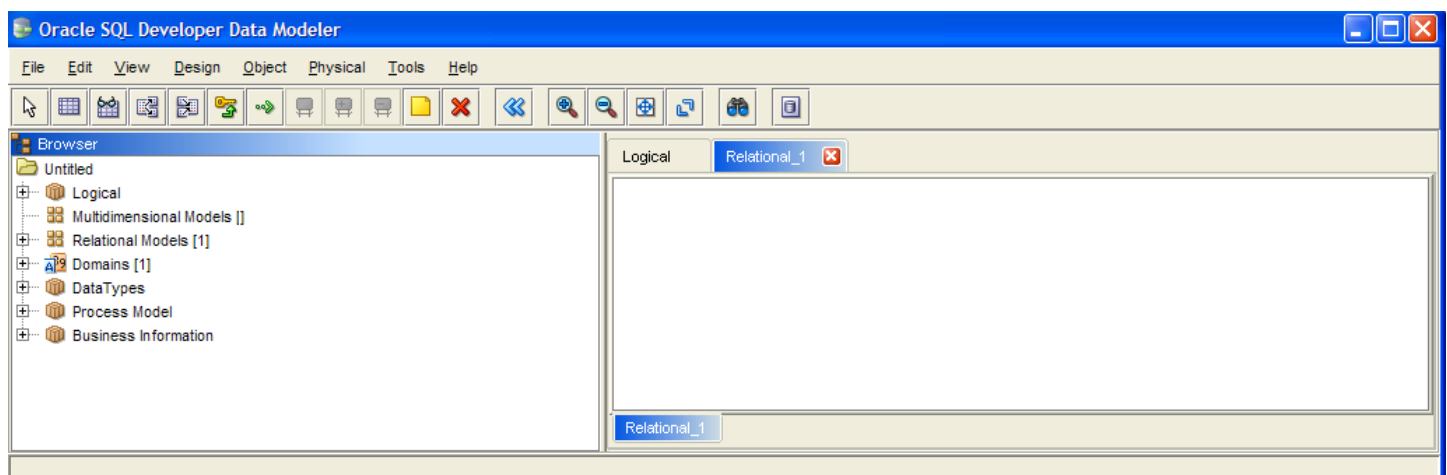 Oracle SQL Developer Data Modeler
File Edit View Design Object Physical Tools Help
Browser
Untitled
Logical
Multidimensional Models []
Relational Models [1]
Domains [1]
DataTypes
Process Model
Business Information
Logical Relational_1
Relational_1